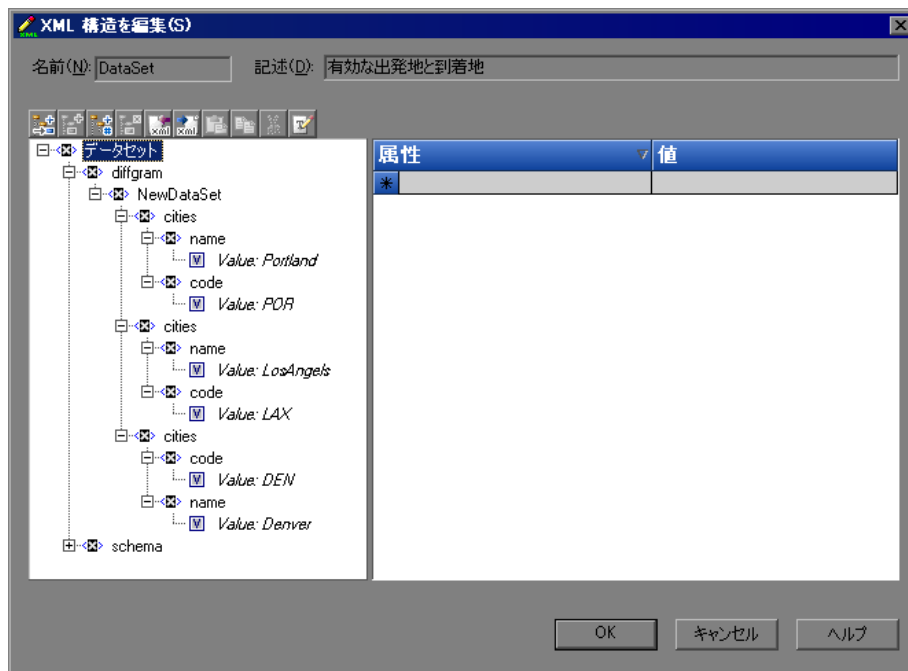 XML 構造を編集(S)
名前(N): DataSet 記述(D): 有効な出発地と到着地
データセット
diffgram
NewDataSet
cities
name
Value: Portland
code
Value: POR
cities
name
Value: LosAngels
code
Value: LAX
cities
code
Value: DEN
name
Value: Denver
schema
属性 値
OK キャンセル ヘルプ